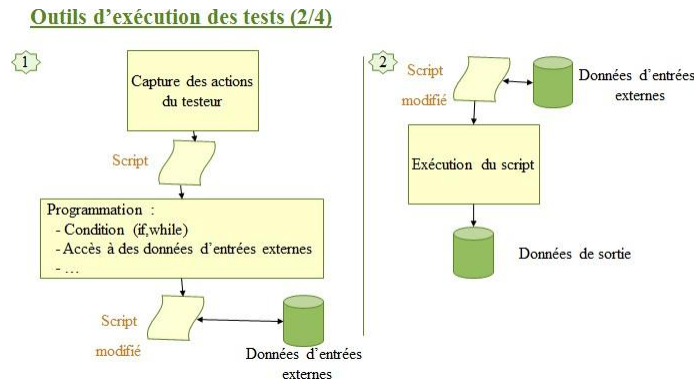 Outils d'exécution des tests (2/4)
1
Capture des actions
du testeur
Script
Programmation :
- Condition (if,while)
- Accès à des données d'entrées externes
- ...
Script
modifié
Données d'entrées
externes
2
Script
modifié
Données d'entrées
externes
Exécution du script
Données de sortie